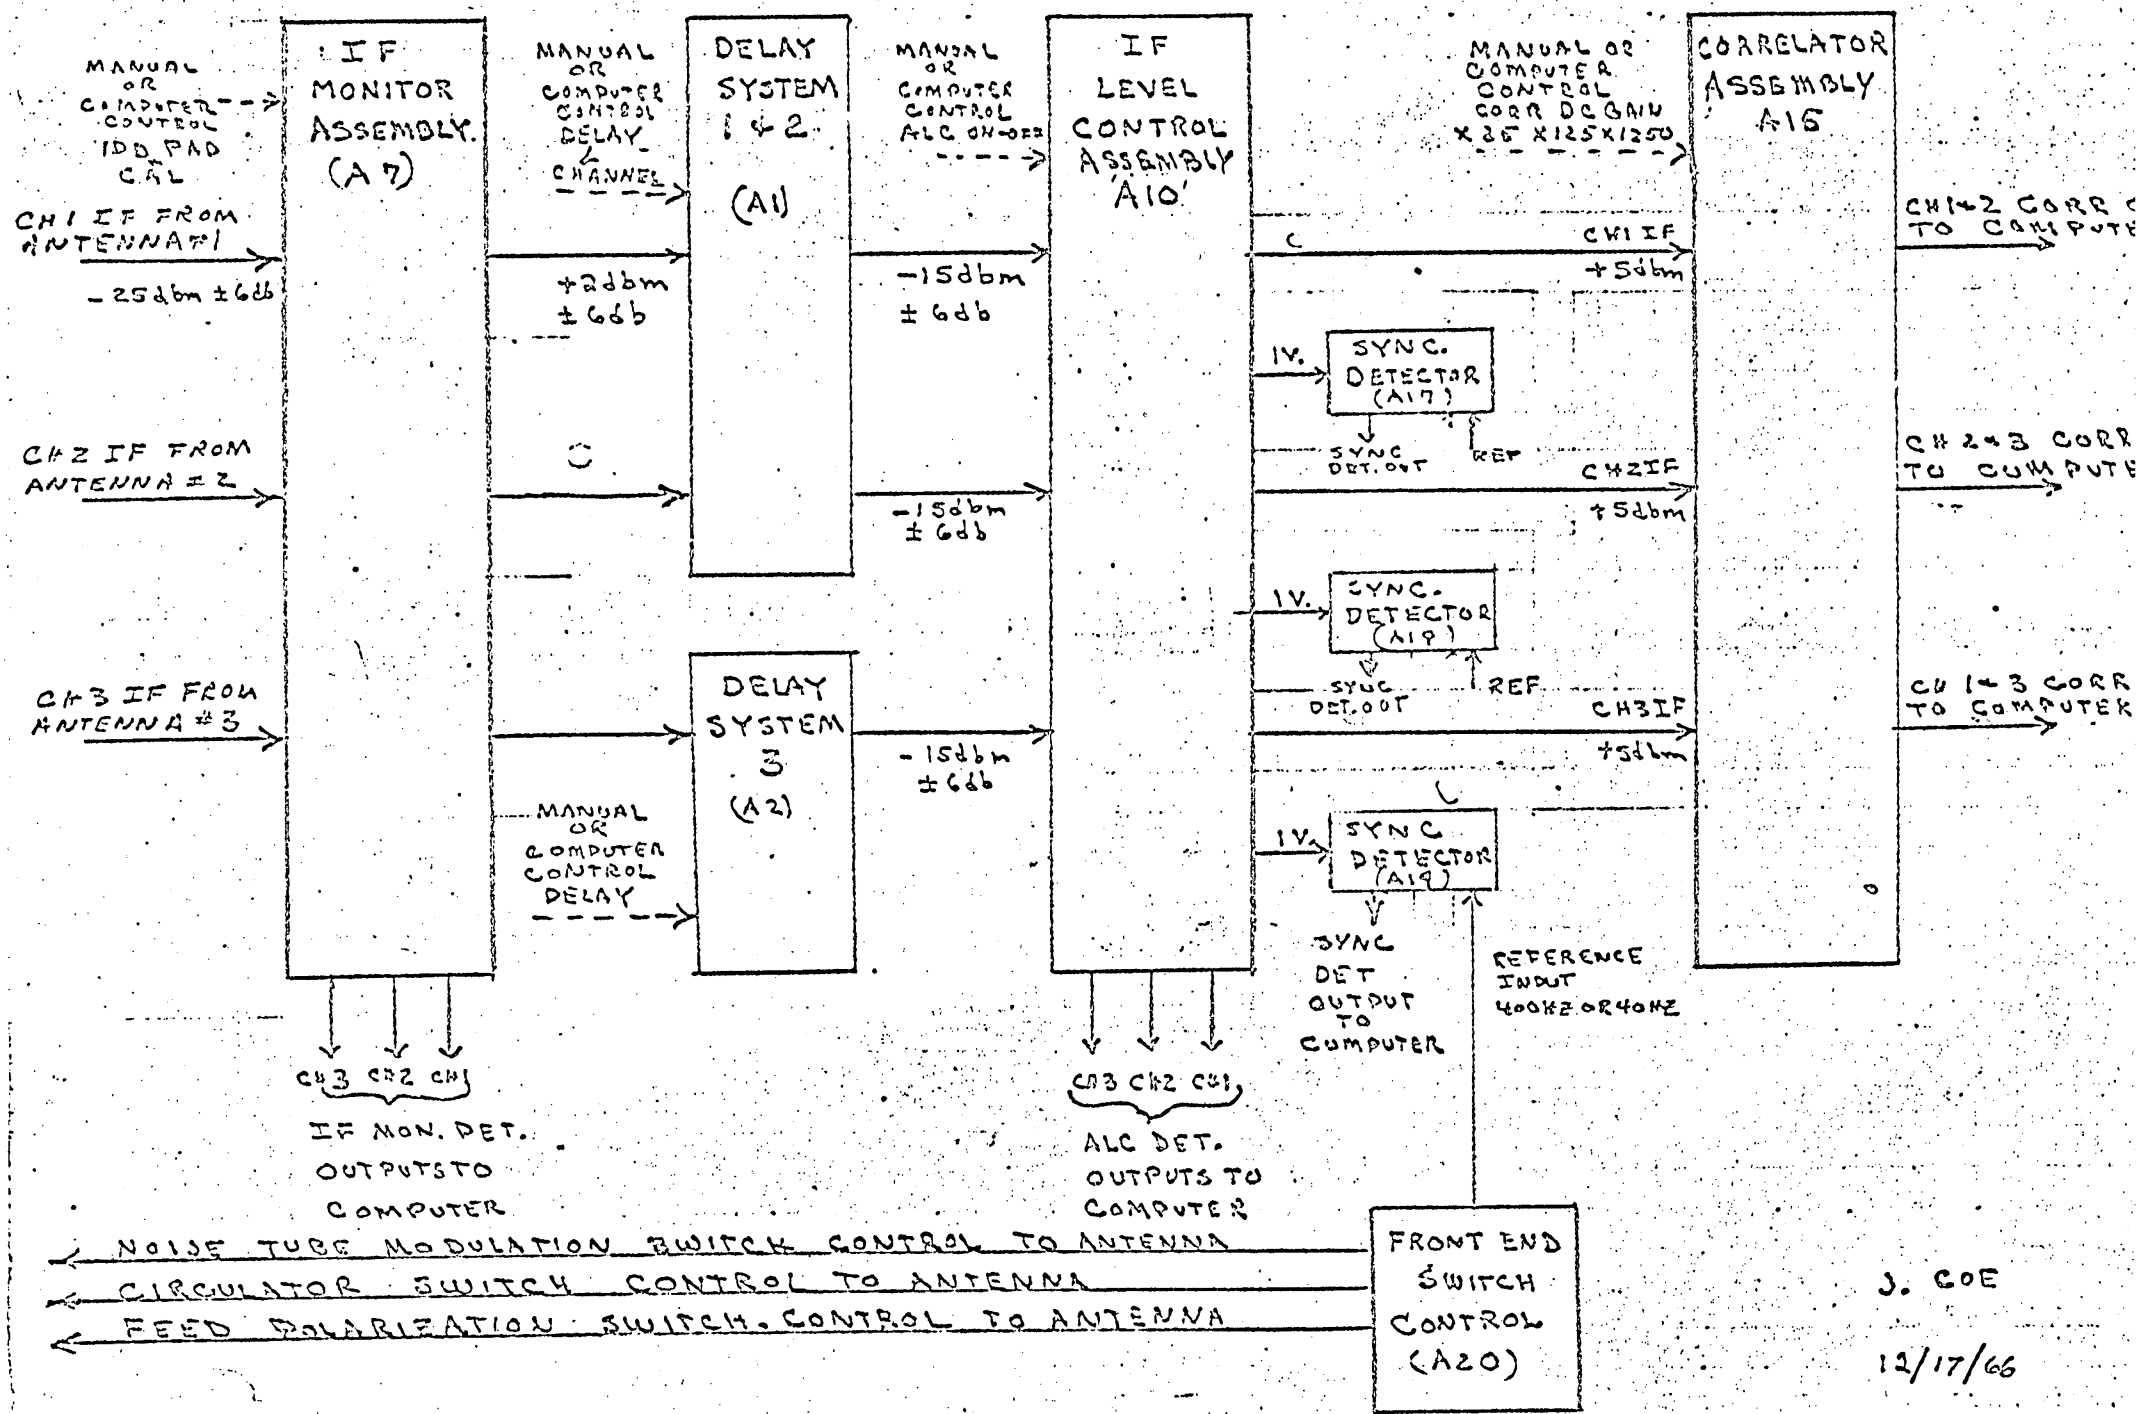 MANUAL
OR
COMPUTER
CONTROL
10DB PAD
CAL
IF
MONITOR
ASSEMBLY.
(A7)
MANUAL
OR
COMPUTER
CONTROL
DELAY
&
CHANNEL
DELAY
SYSTEM
1 & 2
(A1)
MANUAL
OR
COMPUTER
CONTROL
ALC ON-OFF
IF
LEVEL
CONTROL
ASSEMBLY
A10
MANUAL OR
COMPUTER
CONTROL
CORR DC GAIN
X25 X125 X1250
CORRELATOR
ASSEMBLY
A15
CH1 IF FROM
ANTENNA #1
-25dbm ±6db
+2dbm
±6db
-15dbm
±6db
CH1 IF
+5dbm
CH1&2 CORR
TO COMPUTE
1V.
SYNC.
DETECTOR
(A17)
SYNC
DET. OUT
REF
CH2 IF FROM
ANTENNA #2
-15dbm
±6db
CH2IF
+5dbm
CH 2&3 CORR
TO COMPUTE
1V.
SYNC.
DETECTOR
SYNC
DET. OUT
REF
CH3 IF FROM
ANTENNA #3
DELAY
SYSTEM
3
(A2)
-15dbm
±6db
CH3IF
+5dbm
CH 1&3 CORR
TO COMPUTER
MANUAL
OR
COMPUTER
CONTROL
DELAY
1V.
SYNC
DETECTOR
(A19)
SYNC
DET
OUTPUT
TO
COMPUTER
REFERENCE
INPUT
400HZ OR 40HZ
CH3 CH2 CH1
IF MON. DET.
OUTPUTS TO
COMPUTER
CH3 CH2 CH1
ALC DET.
OUTPUTS TO
COMPUTER
NOISE TUBE MODULATION SWITCH CONTROL TO ANTENNA
CIRCULATOR SWITCH CONTROL TO ANTENNA
FEED POLARIZATION SWITCH CONTROL TO ANTENNA
FRONT END
SWITCH
CONTROL
(A20)
J. COE
12/17/66